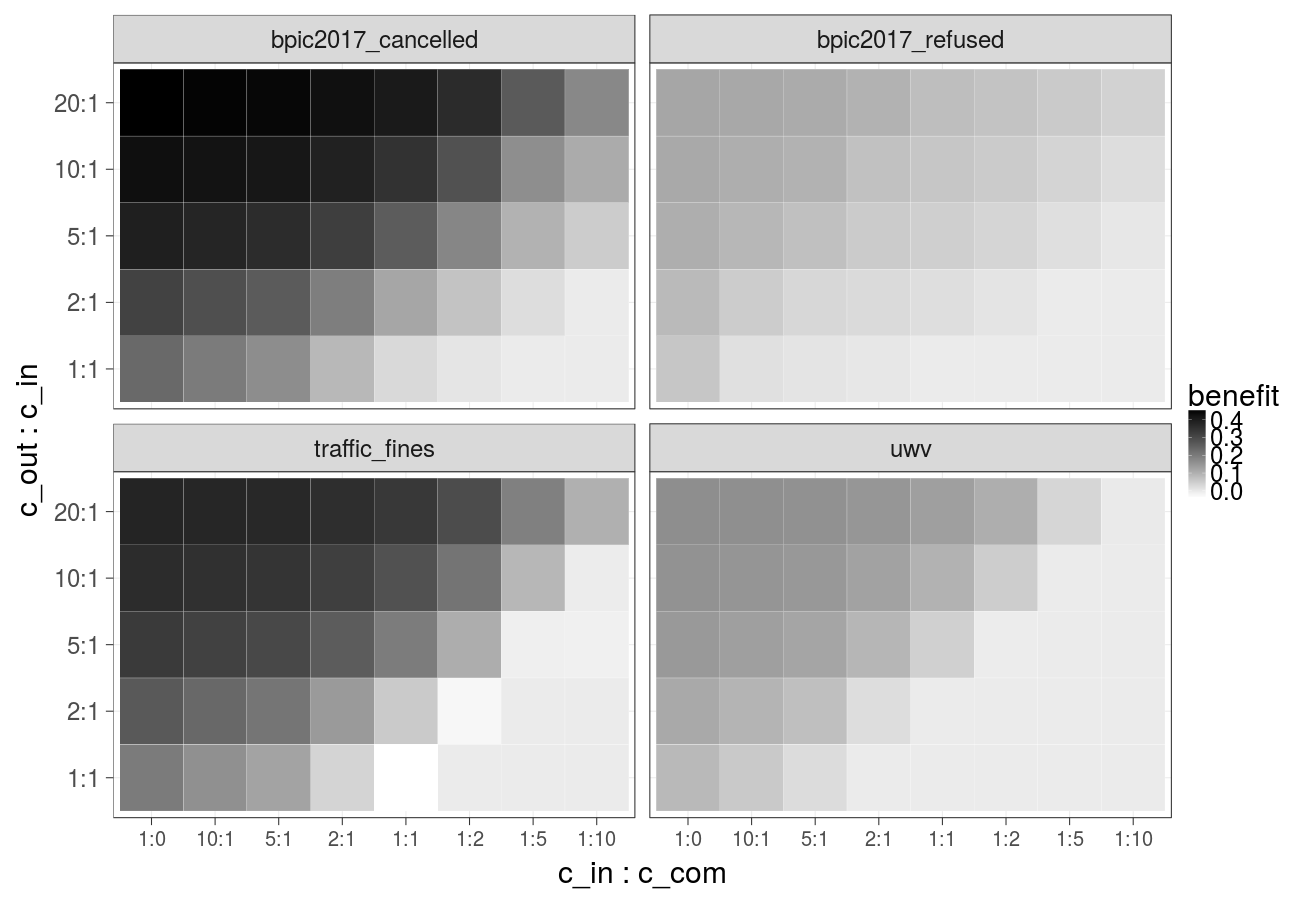 bpic2017_cancelled
bpic2017_refused
20:1
10:1
5:1
2:1
1:1
traffic_fines
uwv
20:1
10:1
5:1
2:1
1:1
1:0 10:1 5:1 2:1 1:1 1:2 1:5 1:10
1:0 10:1 5:1 2:1 1:1 1:2 1:5 1:10
c_in : c_com
c_out : c_in
benefit
0.4
0.3
0.2
0.1
0.0